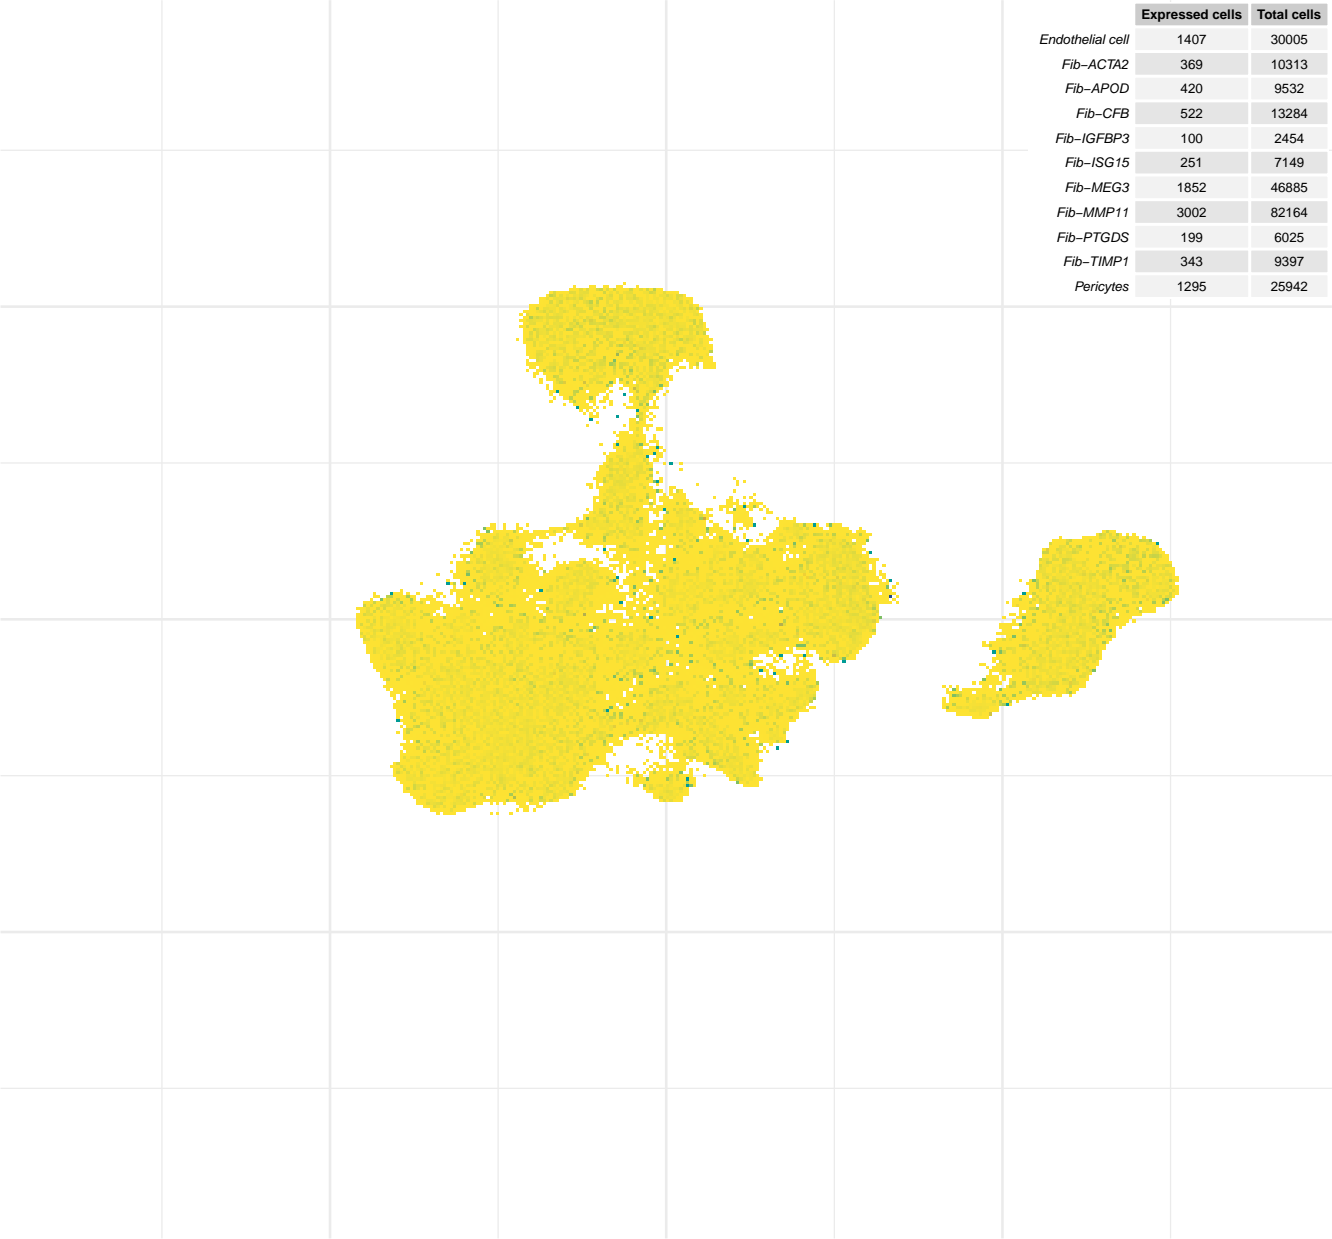 Expressed cells Total cells
Endothelial cell 1407 30005
Fib−ACTA2 369 10313
Fib−APOD 420 9532
Fib−CFB 522 13284
Fib−IGFBP3 100 2454
Fib−ISG15 251 7149
Fib−MEG3 1852 46885
Fib−MMP11 3002 82164
Fib−PTGDS 199 6025
Fib−TIMP1 343 9397
Pericytes 1295 25942